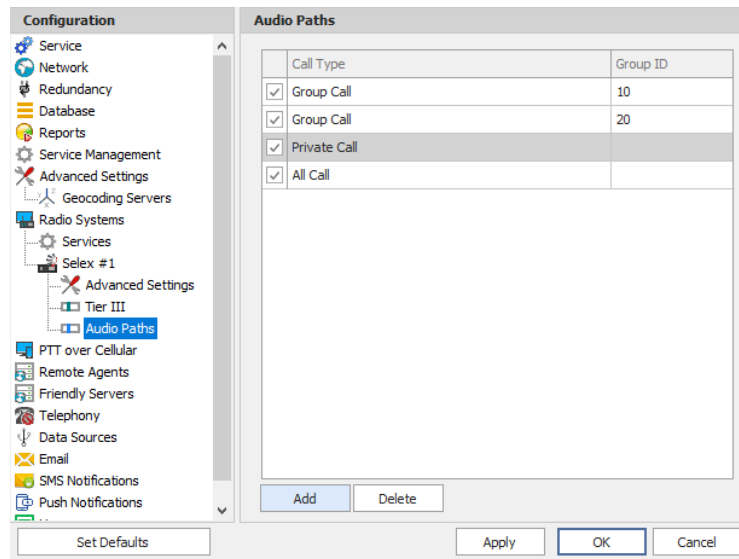 Configuration
Service
Network
Redundancy
Database
Reports
Service Management
Advanced Settings
Geocoding Servers
Radio Systems
Services
Selex #1
Advanced Settings
Tier III
Audio Paths
PTT over Cellular
Remote Agents
Friendly Servers
Telephony
Data Sources
Email
SMS Notifications
Push Notifications
Set Defaults
Audio Paths
Call Type Group ID
Group Call 10
Group Call 20
Private Call
All Call
Add Delete
Apply OK Cancel